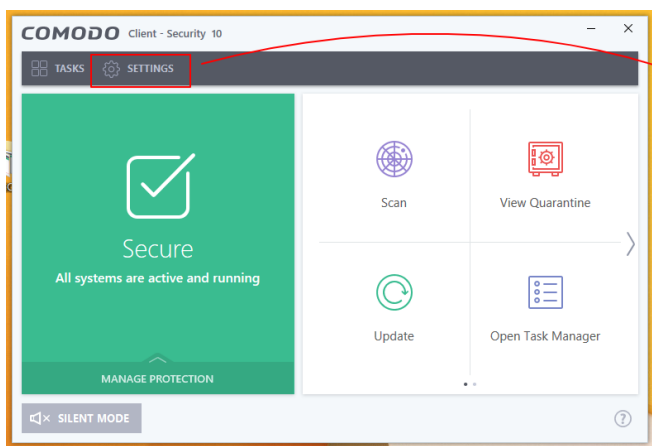 COMODO Client - Security 10
TASKS SETTINGS
Secure
All systems are active and running
MANAGE PROTECTION
Scan
View Quarantine
Update
Open Task Manager
SILENT MODE
?